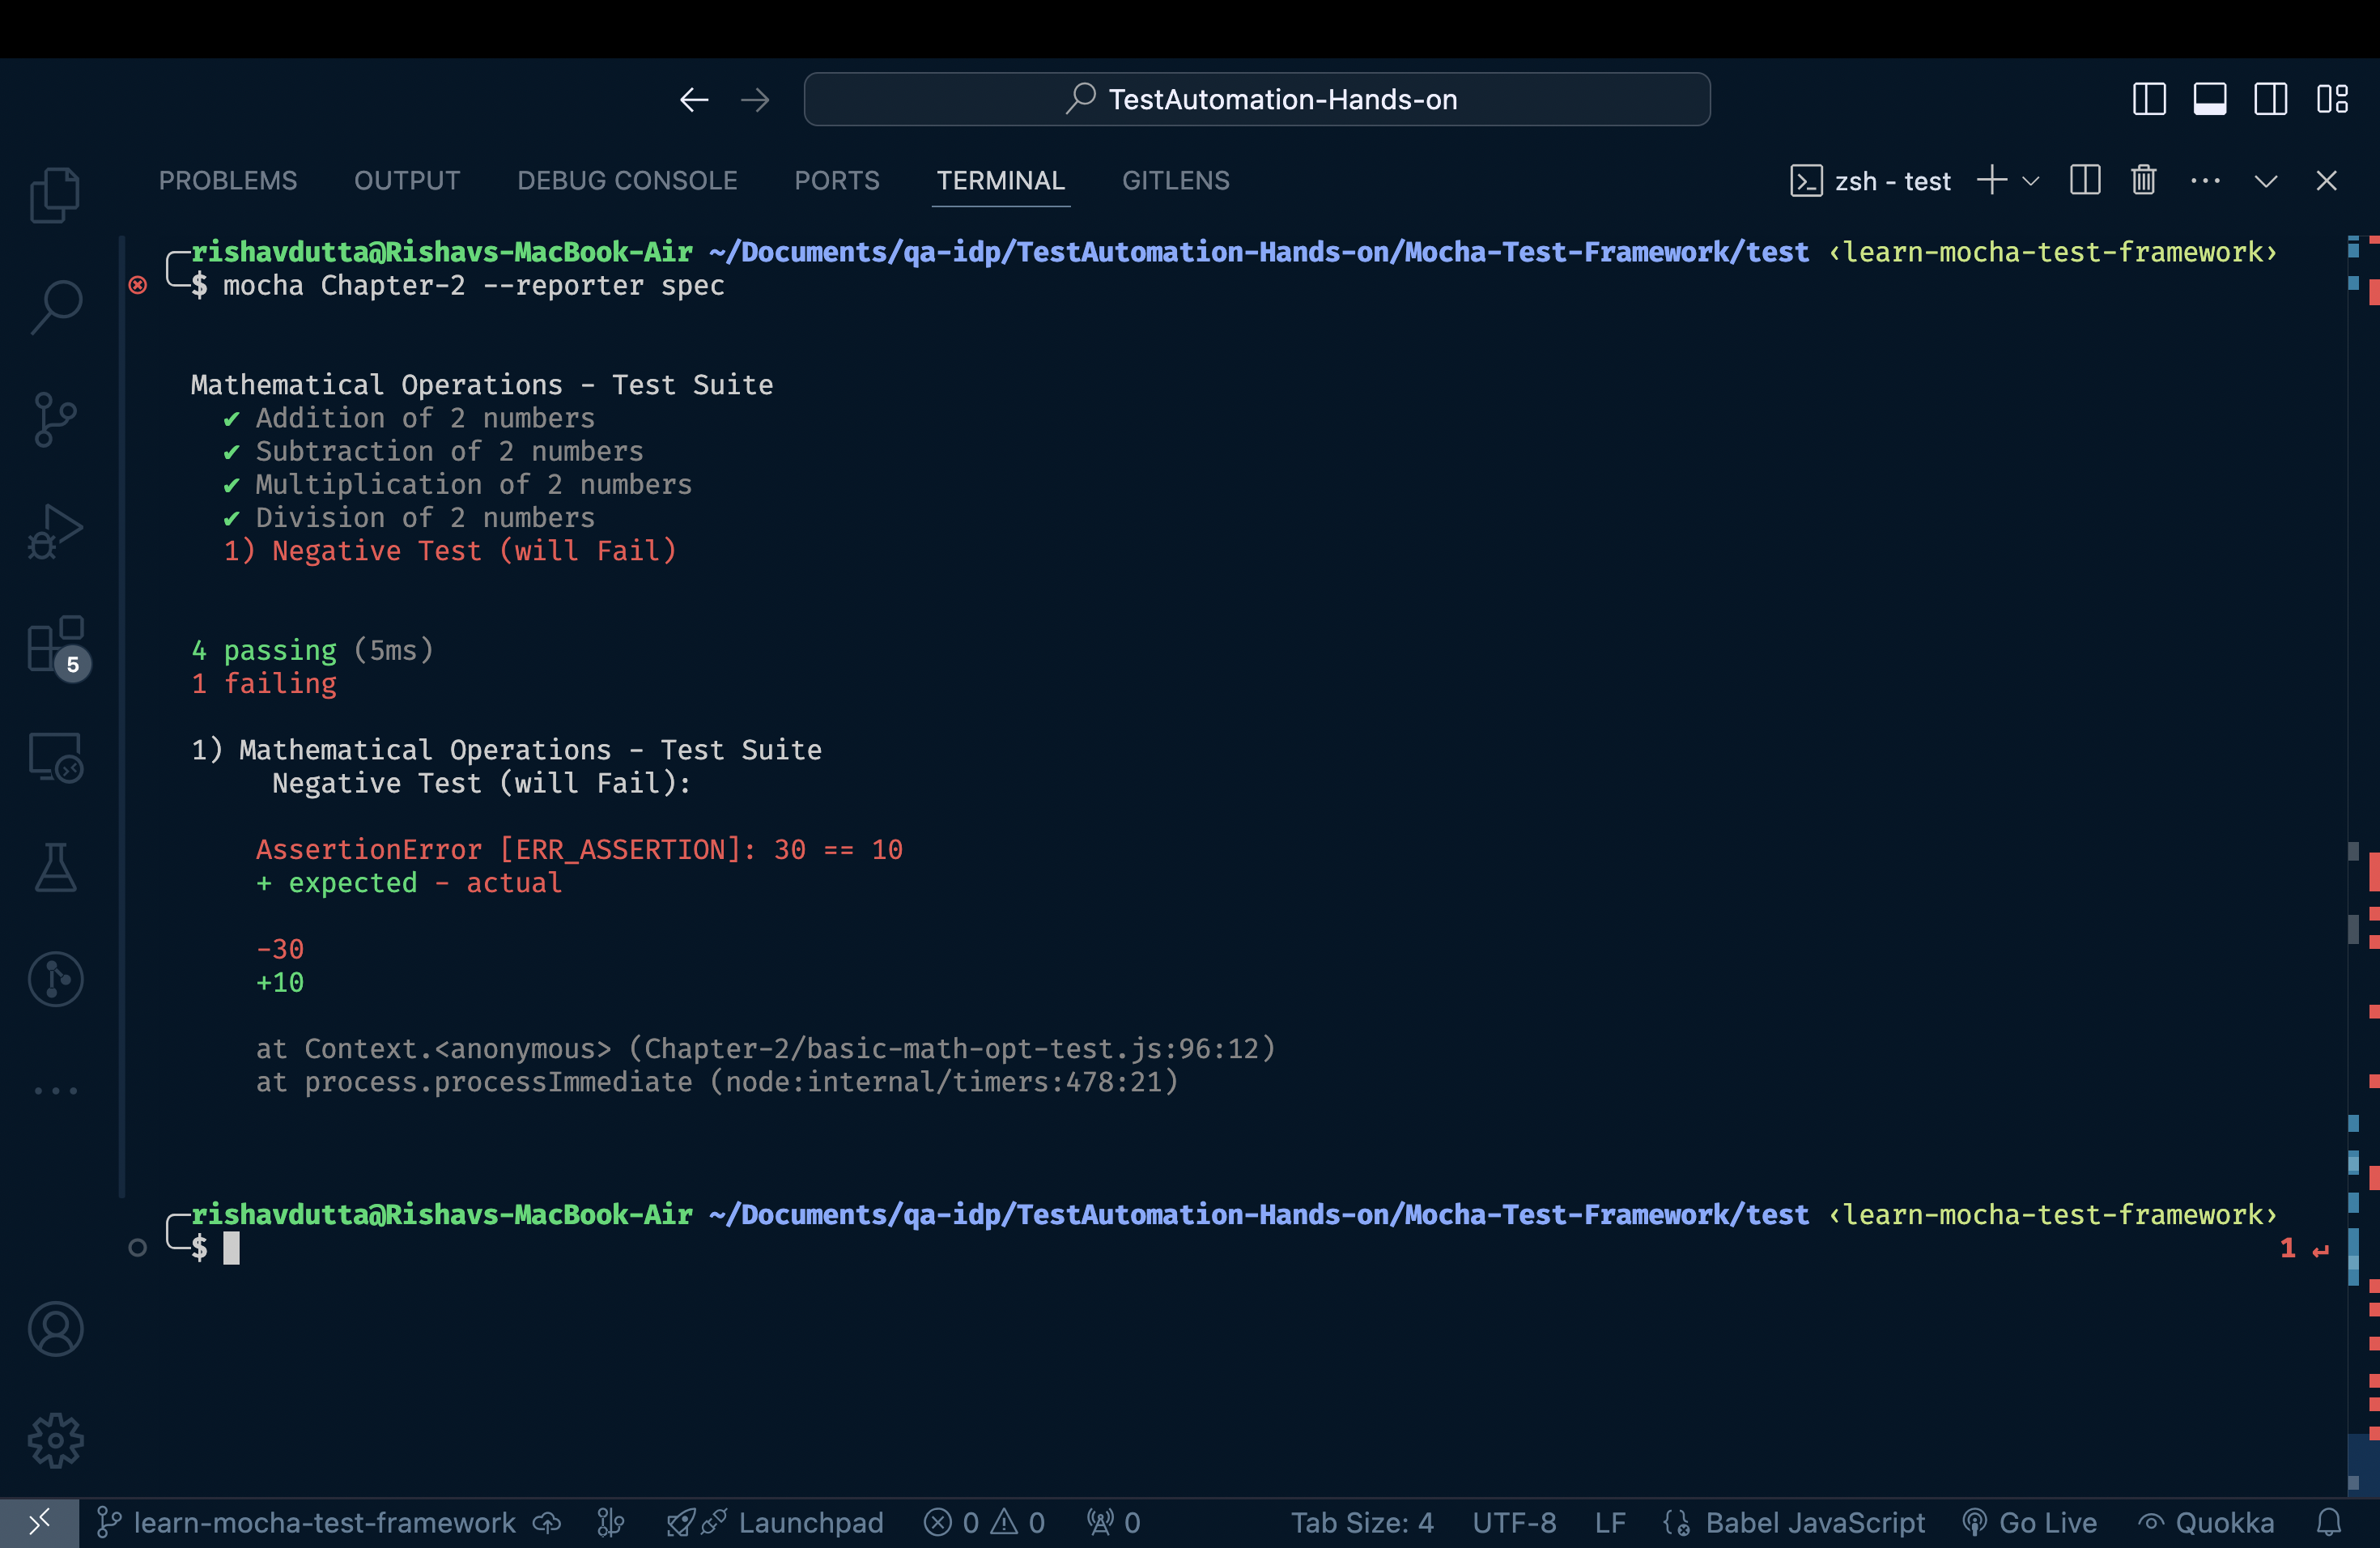 TestAutomation-Hands-on
PROBLEMS OUTPUT DEBUG CONSOLE PORTS TERMINAL GITLENS zsh - test
rishavdutta@Rishavs-MacBook-Air ~/Documents/qa-idp/TestAutomation-Hands-on/Mocha-Test-Framework/test ‹learn-mocha-test-framework›
$ mocha Chapter-2 --reporter spec
Mathematical Operations - Test Suite
✔ Addition of 2 numbers
✔ Subtraction of 2 numbers
✔ Multiplication of 2 numbers
✔ Division of 2 numbers
1) Negative Test (will Fail)
4 passing (5ms)
1 failing
1) Mathematical Operations - Test Suite
Negative Test (will Fail):
AssertionError [ERR_ASSERTION]: 30 == 10
+ expected - actual
-30
+10
at Context.<anonymous> (Chapter-2/basic-math-opt-test.js:96:12)
at process.processImmediate (node:internal/timers:478:21)
rishavdutta@Rishavs-MacBook-Air ~/Documents/qa-idp/TestAutomation-Hands-on/Mocha-Test-Framework/test ‹learn-mocha-test-framework›
$ 1 ↵
5
learn-mocha-test-framework Launchpad 0 0 0 Tab Size: 4 UTF-8 LF Babel JavaScript Go Live Quokka